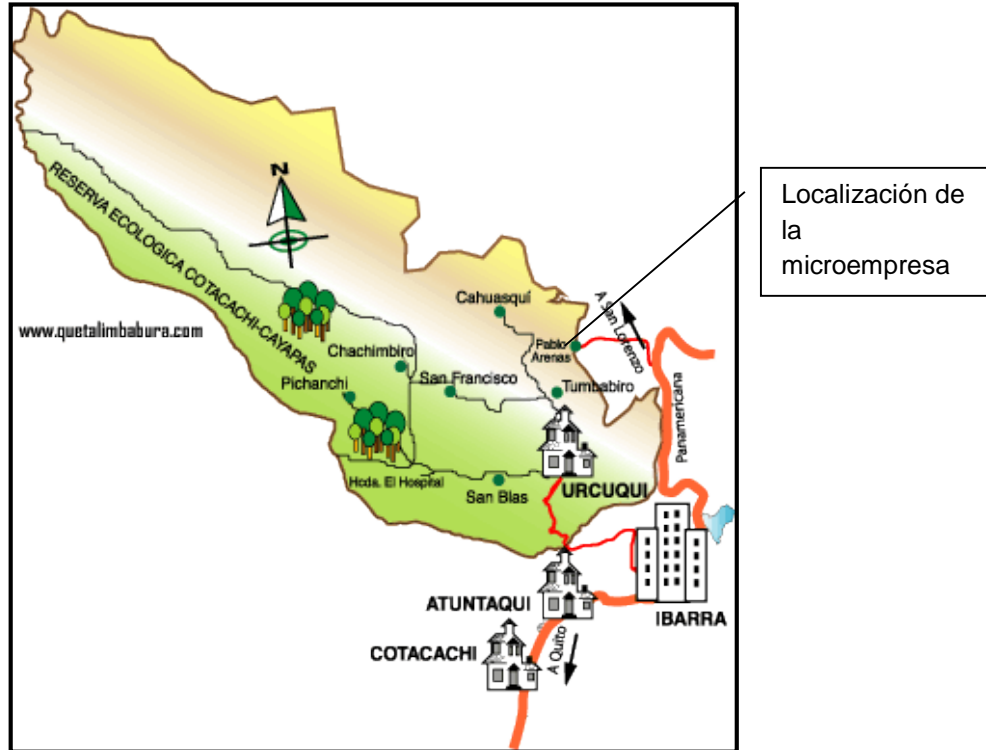 N
RESERVA ECOLOGICA COTACACHI-CAYAPAS
www.quetalimbabura.com
Localización de
la
microempresa
Cahuasquí
A San Lorenzo
Pablo
Arenas
Chachimbiro
San Francisco
Pichanchi
Tumbabiro
Panamericana
Hcda. El Hospital
San Blas
URCUQUI
ATUNTAQUI
IBARRA
COTACACHI
A Quito